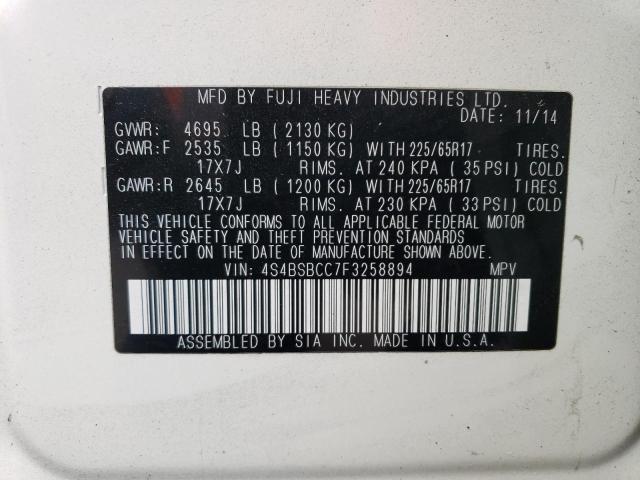 MFD BY FUJI HEAVY INDUSTRIES LTD.
DATE: 11/14
GVWR: 4695 LB (2130 KG)
GAWR:F 2535 LB (1150 KG) WITH 225/65R17 TIRES.
17X7J RIMS. AT 240 KPA (35 PSI) COLD
GAWR:R 2645 LB (1200 KG) WITH 225/65R17 TIRES.
17X7J RIMS. AT 230 KPA (33 PSI) COLD
THIS VEHICLE CONFORMS TO ALL APPLICABLE FEDERAL MOTOR
VEHICLE SAFETY AND THEFT PREVENTION STANDARDS
IN EFFECT ON THE DATE OF MANUFACTURE SHOWN ABOVE.
VIN: 4S4BSBCC7F3258894 MPV
ASSEMBLED BY SIA INC. MADE IN U.S.A.